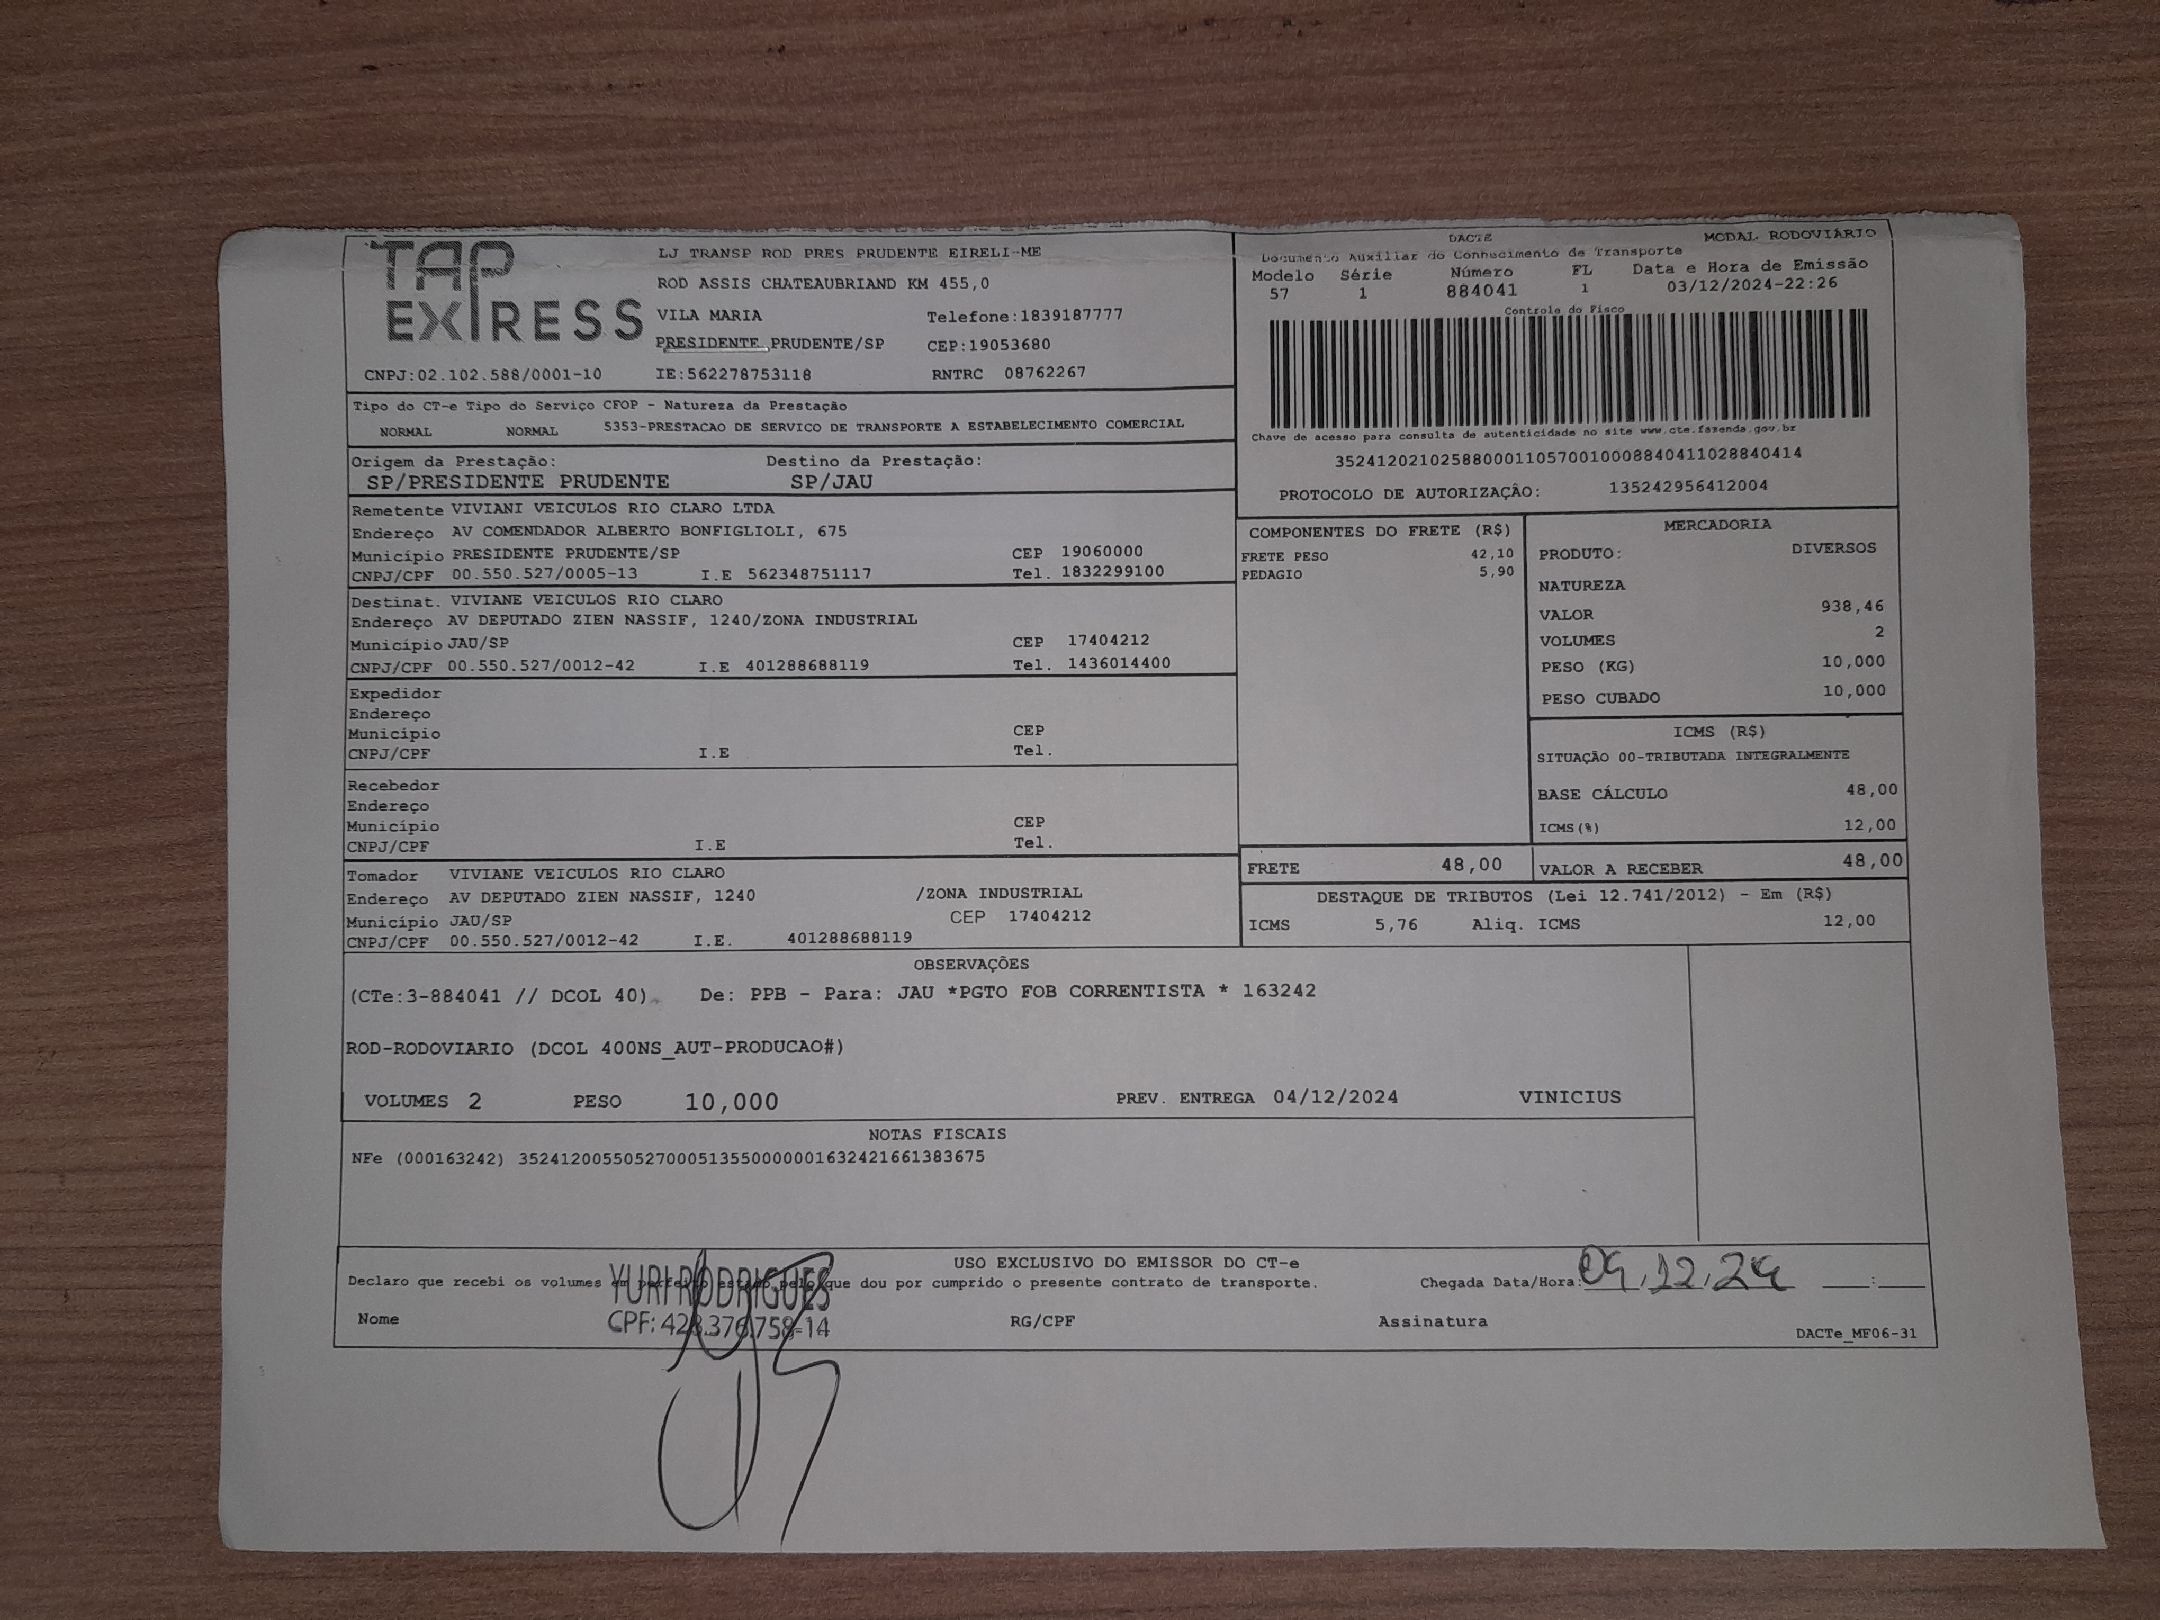 TAP
EXPRESS
LJ TRANSP ROD PRES PRUDENTE EIRELI-ME
ROD ASSIS CHATEAUBRIAND KM 455,0
VILA MARIA Telefone:1839187777
PRESIDENTE PRUDENTE/SP CEP:19053680
CNPJ:02.102.588/0001-10 IE:562278753118 RNTRC 08762267
DACTE MODAL RODOVIÁRIO
Documento Auxiliar do Conhecimento de Transporte
Modelo Série Número FL Data e Hora de Emissão
57 1 884041 1 03/12/2024-22:26
Controle do Fisco
Chave de acesso para consulta de autenticidade no site www.cte.fazenda.gov.br
35241202102588000110570010008840411028840414
PROTOCOLO DE AUTORIZAÇÃO: 135242956412004
Tipo do CT-e Tipo do Serviço CFOP - Natureza da Prestação
NORMAL NORMAL 5353-PRESTACAO DE SERVICO DE TRANSPORTE A ESTABELECIMENTO COMERCIAL
Origem da Prestação: Destino da Prestação:
SP/PRESIDENTE PRUDENTE SP/JAU
Remetente VIVIANI VEICULOS RIO CLARO LTDA
Endereço AV COMENDADOR ALBERTO BONFIGLIOLI, 675
Município PRESIDENTE PRUDENTE/SP CEP 19060000
CNPJ/CPF 00.550.527/0005-13 I.E 562348751117 Tel. 1832299100
Destinat. VIVIANE VEICULOS RIO CLARO
Endereço AV DEPUTADO ZIEN NASSIF, 1240/ZONA INDUSTRIAL
Município JAU/SP CEP 17404212
CNPJ/CPF 00.550.527/0012-42 I.E 401288688119 Tel. 1436014400
Expedidor
Endereço
Município CEP
CNPJ/CPF I.E Tel.
Recebedor
Endereço
Município CEP
CNPJ/CPF I.E Tel.
Tomador VIVIANE VEICULOS RIO CLARO
Endereço AV DEPUTADO ZIEN NASSIF, 1240 /ZONA INDUSTRIAL
Município JAU/SP CEP 17404212
CNPJ/CPF 00.550.527/0012-42 I.E. 401288688119
COMPONENTES DO FRETE (R$)
FRETE PESO 42,10
PEDAGIO 5,90
MERCADORIA
PRODUTO: DIVERSOS
NATUREZA
VALOR 938,46
VOLUMES 2
PESO (KG) 10,000
PESO CUBADO 10,000
ICMS (R$)
SITUAÇÃO 00-TRIBUTADA INTEGRALMENTE
BASE CÁLCULO 48,00
ICMS(%) 12,00
FRETE 48,00 VALOR A RECEBER 48,00
DESTAQUE DE TRIBUTOS (Lei 12.741/2012) - Em (R$)
ICMS 5,76 Aliq. ICMS 12,00
OBSERVAÇÕES
(CTe:3-884041 // DCOL 40) De: PPB - Para: JAU *PGTO FOB CORRENTISTA * 163242
ROD-RODOVIARIO (DCOL 400NS_AUT-PRODUCAO#)
VOLUMES 2 PESO 10,000 PREV. ENTREGA 04/12/2024 VINICIUS
NOTAS FISCAIS
NFe (000163242) 35241200550527000513550000001632421661383675
USO EXCLUSIVO DO EMISSOR DO CT-e
Declaro que recebi os volumes em perfeito estado pelo que dou por cumprido o presente contrato de transporte. Chegada Data/Hora: 04.12.24 :
YURI RODRIGUES
CPF: 428.376.758-14
Nome RG/CPF Assinatura
DACTe_MF06-31